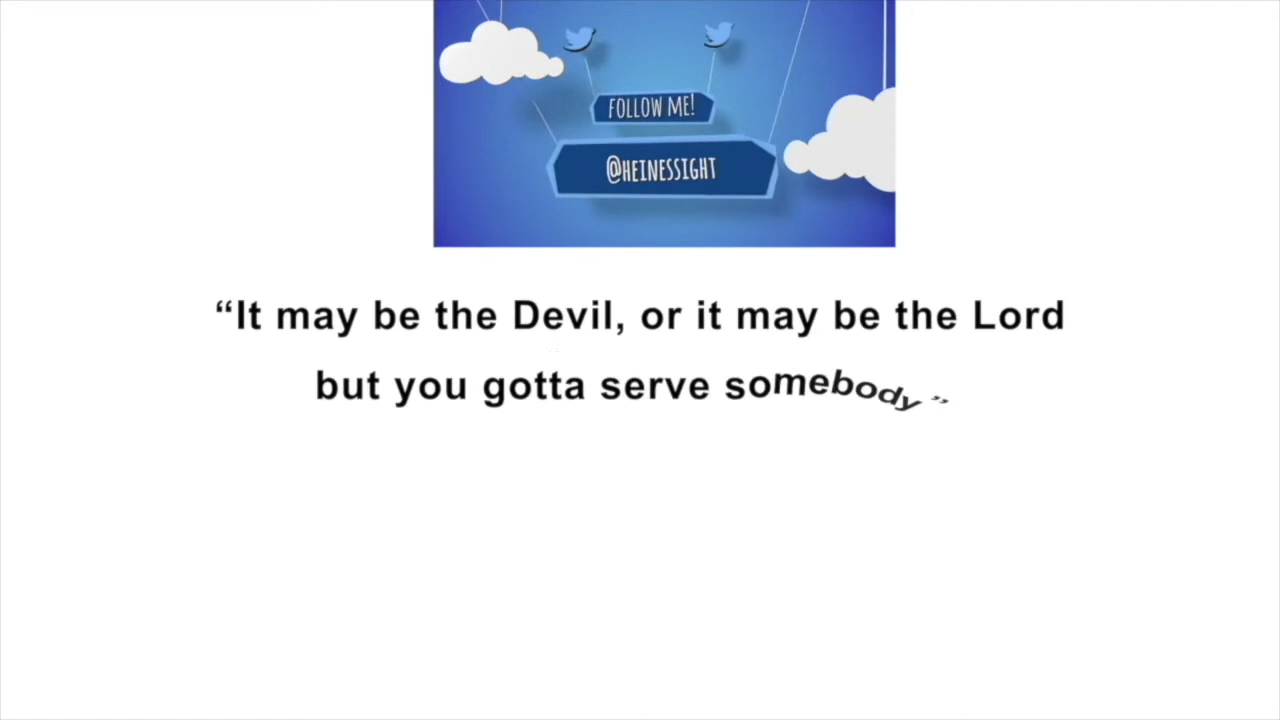 FOLLOW ME!
@HEINESSIGHT
“It may be the Devil, or it may be the Lord
but you gotta serve somebody”